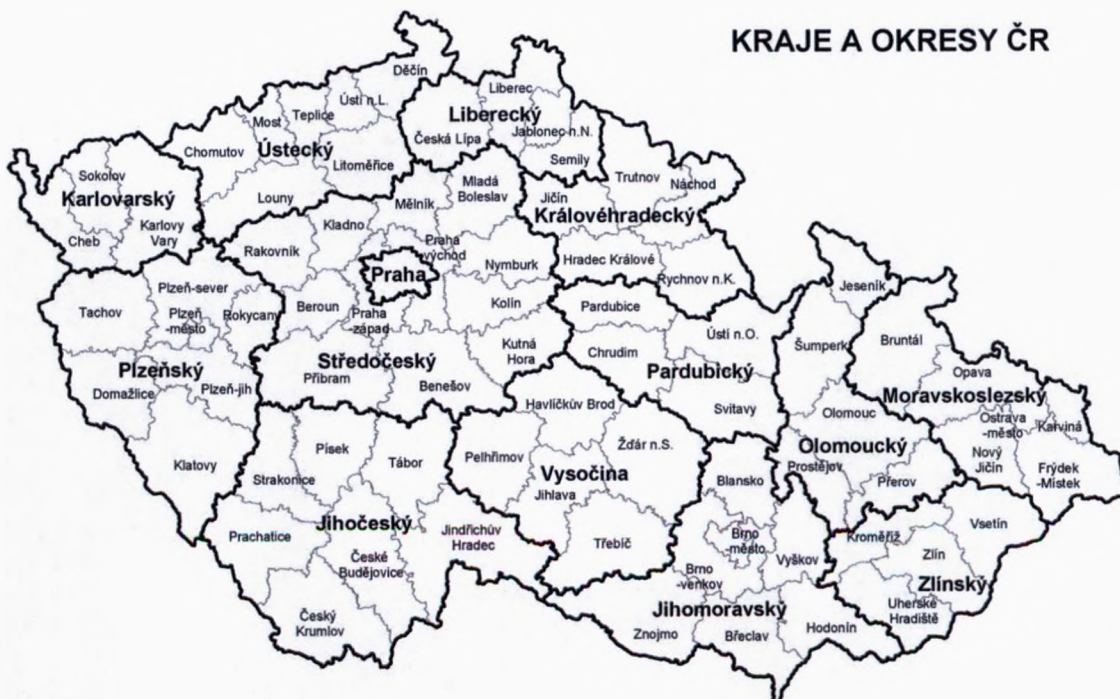 KRAJE A OKRESY ČR
Děčín
Liberec
Ústí n.L.
Teplice
Most
Liberecký
Česká Lípa
Jablonec n.N.
Chomutov
Ústecký
Litoměřice
Semily
Sokolov
Karlovarský
Louny
Mladá
Boleslav
Mělník
Jičín
Trutnov
Náchod
Královéhradecký
Karlovy
Vary
Cheb
Kladno
Rakovník
Praha
-východ
Nymburk
Hradec Králové
Rychnov n.K.
Praha
Plzeň-sever
Jeseník
Tachov
Plzeň
-město
Rokycany
Beroun
Praha
-západ
Kolín
Pardubice
Ústí n.O.
Šumperk
Bruntál
Kutná
Hora
Chrudim
Středočeský
Příbram
Benešov
Plzeňský
Domažlice
Plzeň-jih
Pardubický
Opava
Moravskoslezský
Havlíčkův Brod
Svitavy
Olomouc
Ostrava
-město
Karviná
Písek
Žďár n.S.
Olomoucký
Klatovy
Tábor
Pelhřimov
Vysočina
Prostějov
Nový
Jičín
Frýdek
-Místek
Strakonice
Jihlava
Blansko
Přerov
Jihočeský
Prachatice
Jindřichův
Hradec
Třebíč
Brno
-město
Kroměříž
Vsetín
České
Budějovice
Brno
-venkov
Vyškov
Zlín
Zlínský
Český
Krumlov
Jihomoravský
Uherské
Hradiště
Znojmo
Břeclav
Hodonín